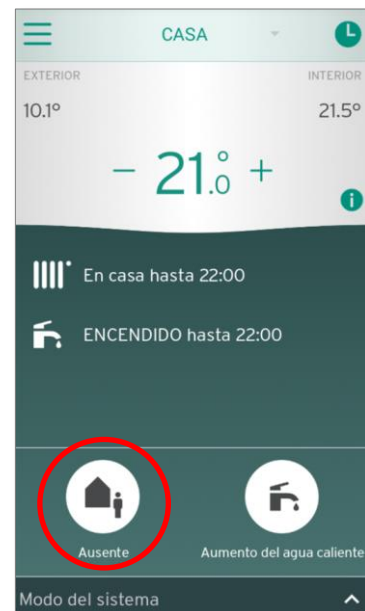 CASA
EXTERIOR INTERIOR
10.1° 21.5°
− 21.0° +
i
En casa hasta 22:00
ENCENDIDO hasta 22:00
Ausente Aumento del agua caliente
Modo del sistema